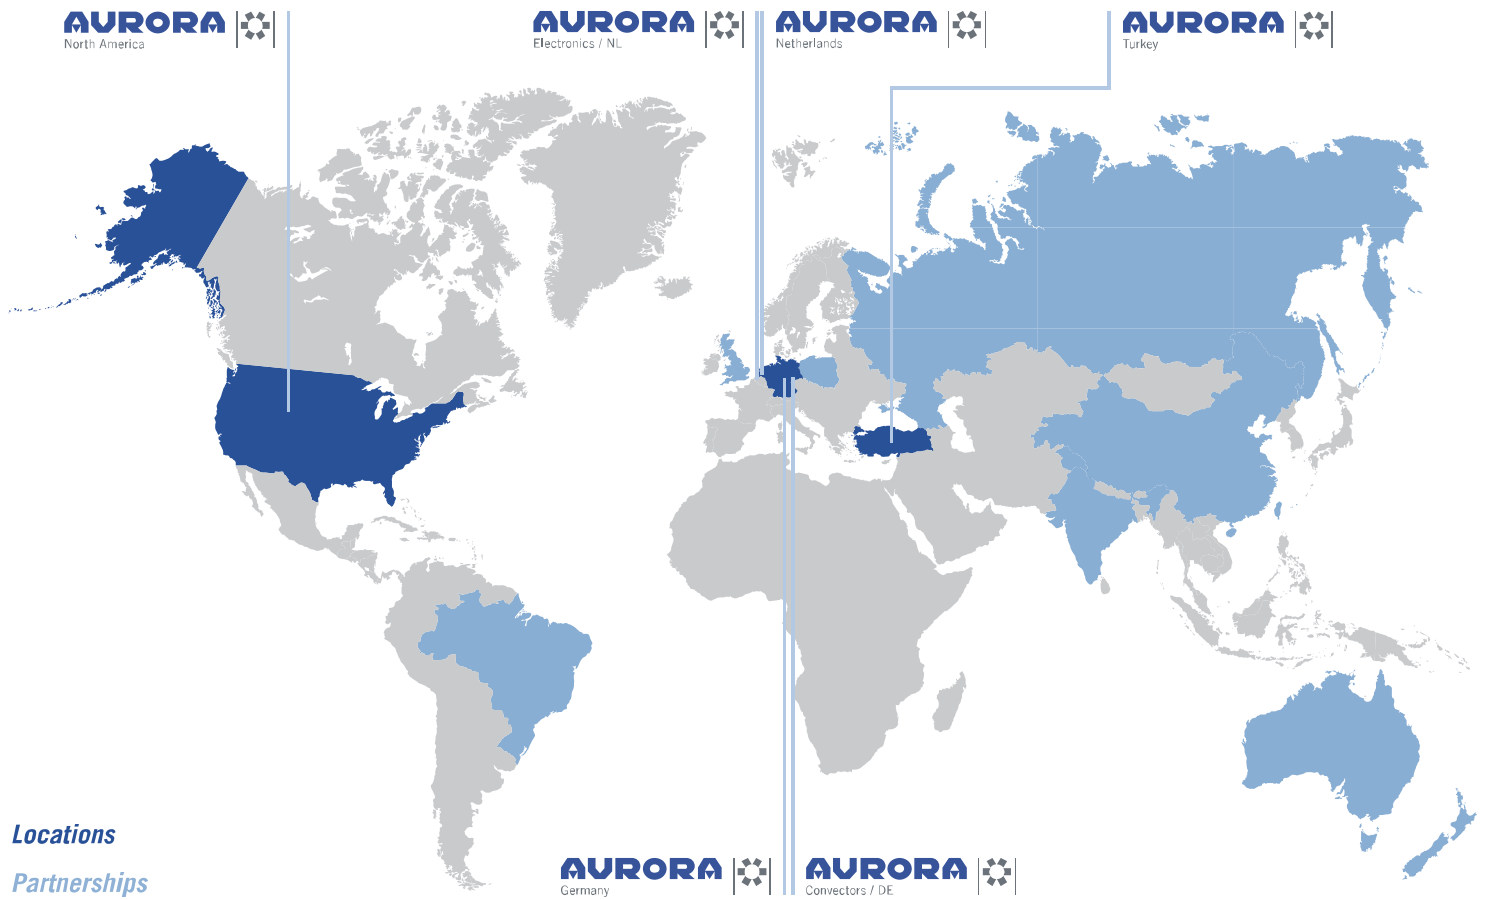 AURORA
North America
AURORA
Electronics / NL
AURORA
Netherlands
AURORA
Turkey
Locations
Partnerships
AURORA
Germany
AURORA
Convectors / DE